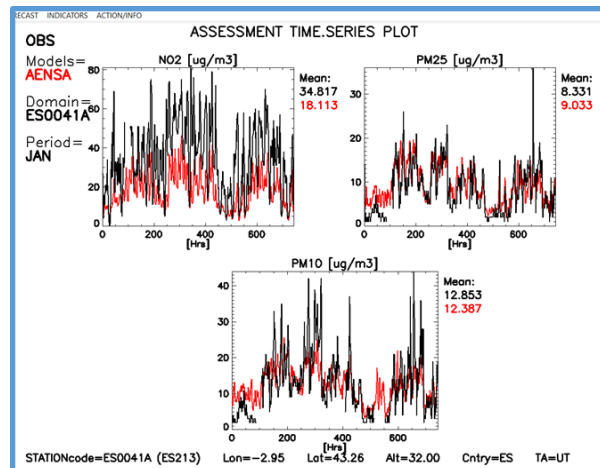 RECAST INDICATORS ACTION/INFO
ASSESSMENT TIME.SERIES PLOT
OBS
Models=
AENSA
Domain=
ES0041A
Period=
JAN
NO2 [ug/m3]
80
60
40
20
0
0 200 400 600
[Hrs]
Mean:
34.817
18.113
PM25 [ug/m3]
30
20
10
0
0 200 400 600
[Hrs]
Mean:
8.331
9.033
PM10 [ug/m3]
40
30
20
10
0
0 200 400 600
[Hrs]
Mean:
12.853
12.387
STATIONcode=ES0041A (ES213) Lon=-2.95 Lat=43.26 Alt=32.00 Cntry=ES TA=UT